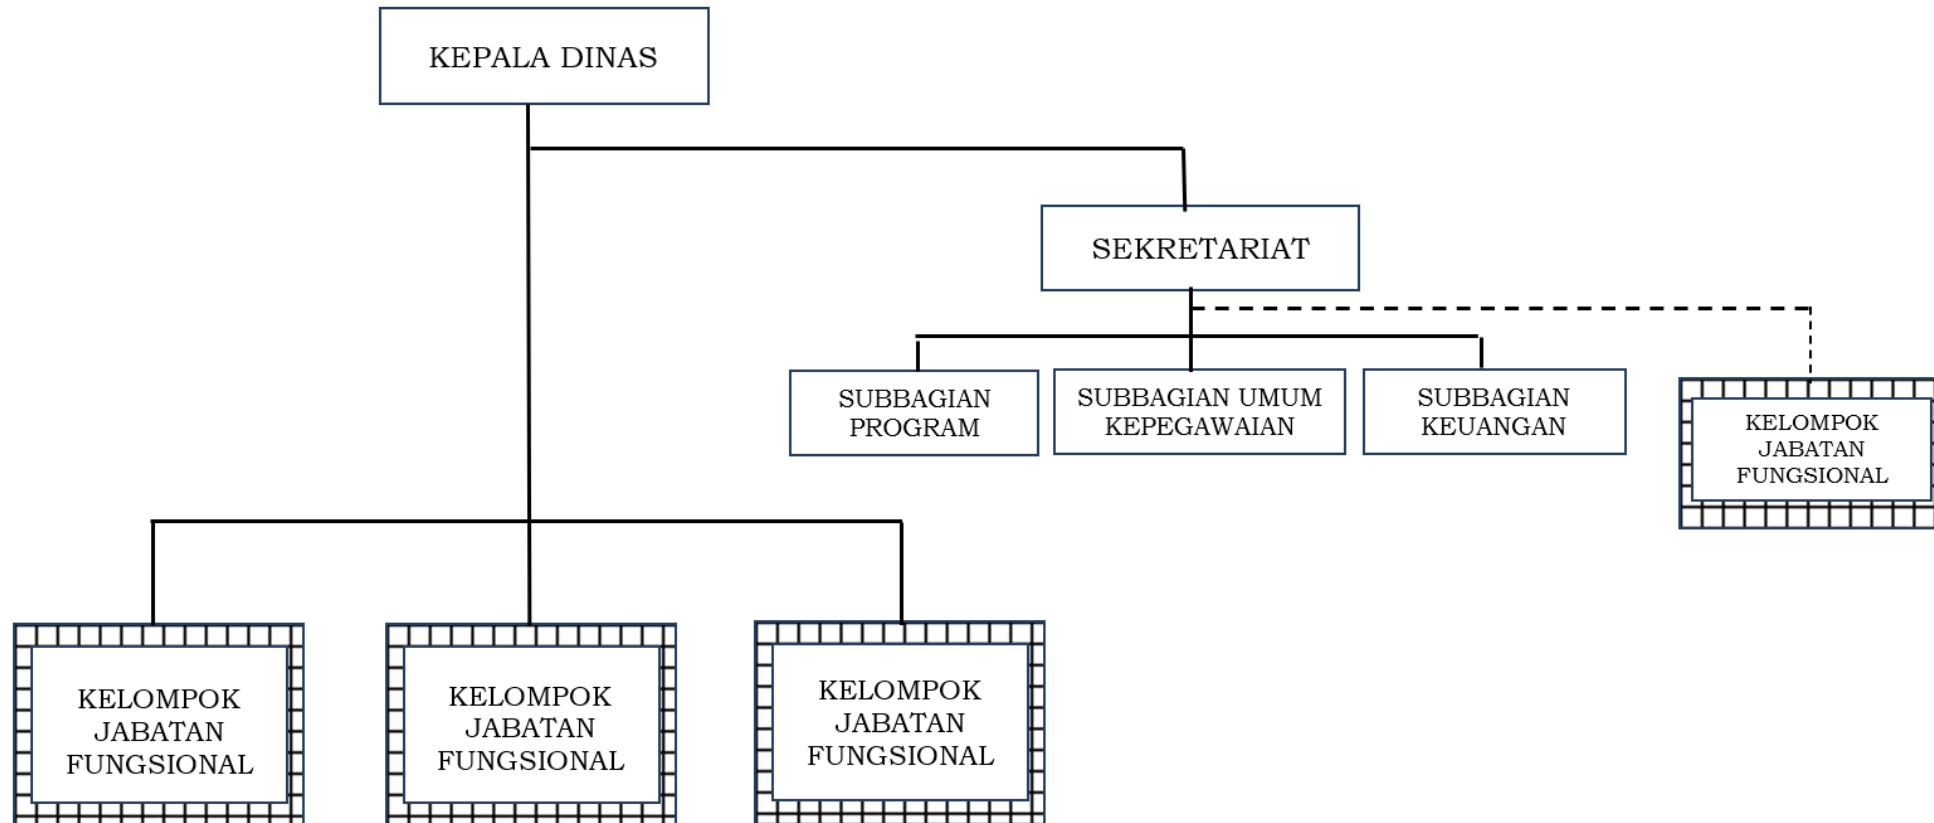 KEPALA DINAS
SEKRETARIAT
SUBBAGIAN
PROGRAM
SUBBAGIAN UMUM
KEPEGAWAIAN
SUBBAGIAN
KEUANGAN
KELOMPOK
JABATAN
FUNGSIONAL
KELOMPOK
JABATAN
FUNGSIONAL
KELOMPOK
JABATAN
FUNGSIONAL
KELOMPOK
JABATAN
FUNGSIONAL